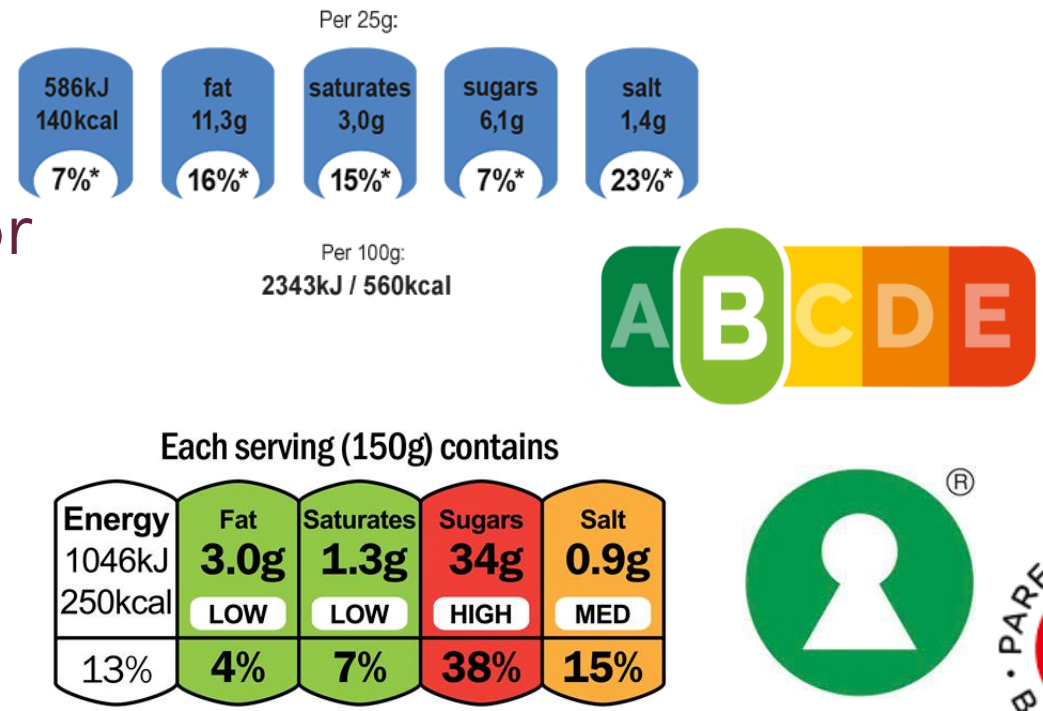 Per 25g:
586kJ
140kcal
7%*
fat
11,3g
16%*
saturates
3,0g
15%*
sugars
6,1g
7%*
salt
1,4g
23%*
or
Per 100g:
2343kJ / 560kcal
A B C D E
Each serving (150g) contains
Energy
1046kJ
250kcal
13%
Fat
3.0g
LOW
4%
Saturates
1.3g
LOW
7%
Sugars
34g
HIGH
38%
Salt
0.9g
MED
15%
®
B • PARE